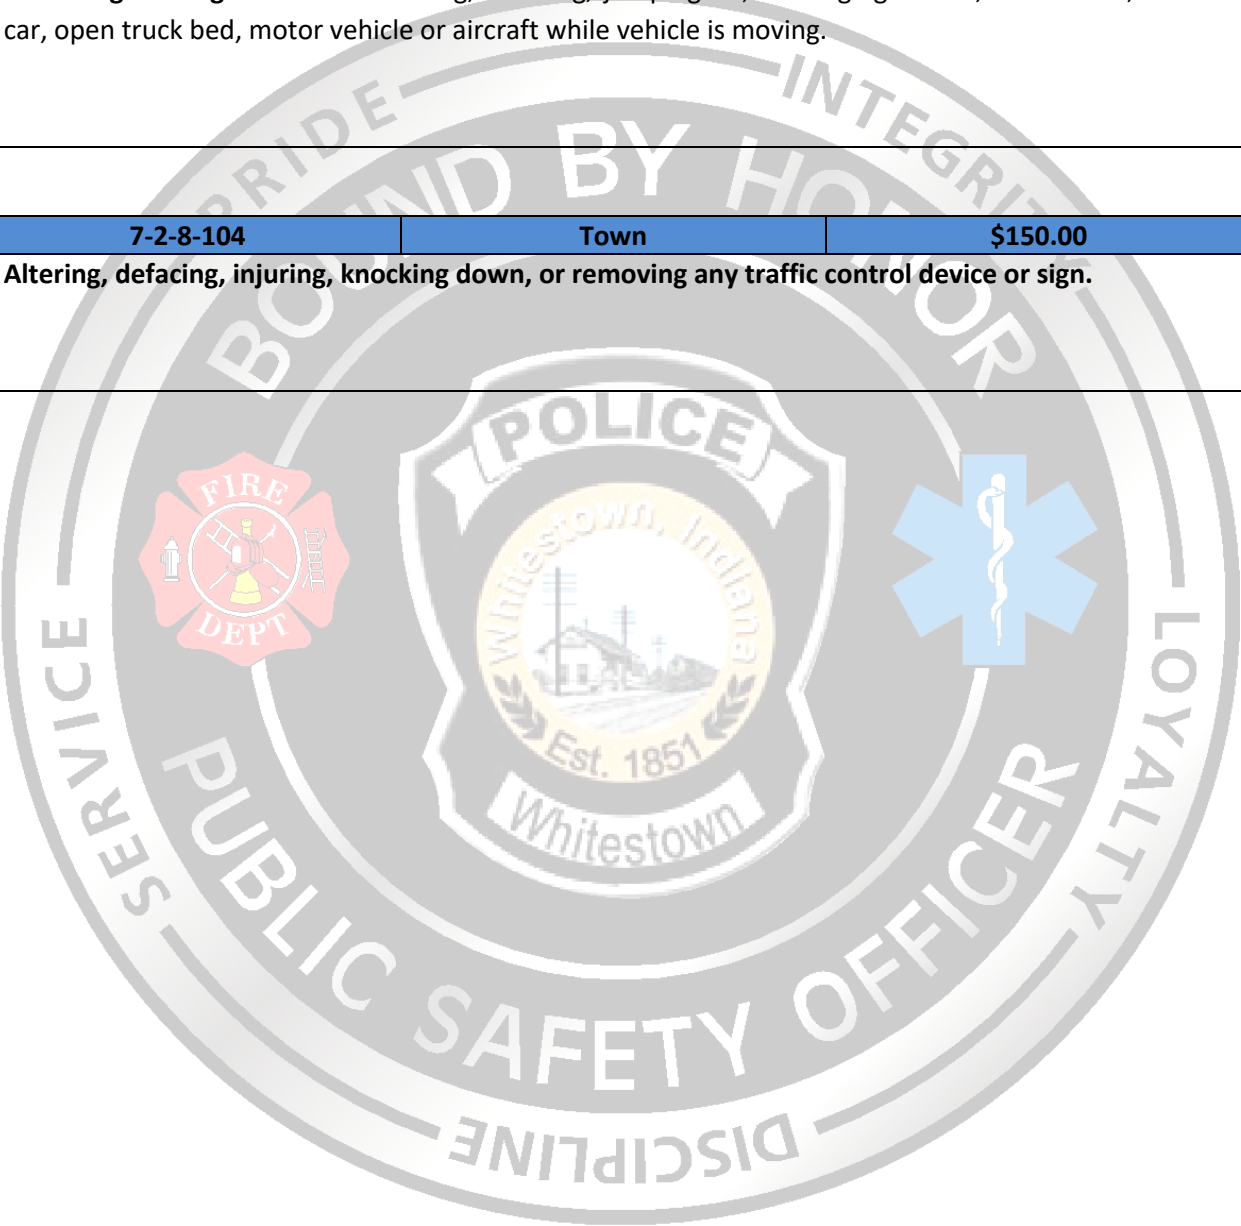 car, open truck bed, motor vehicle or aircraft while vehicle is moving.
7-2-8-104 Town $150.00
Altering, defacing, injuring, knocking down, or removing any traffic control device or sign.
PRIDE
INTEGRITY
BOUND BY HONOR
POLICE
FIRE
DEPT
Whitestown, Indiana
Est. 1851
Whitestown
SERVICE
LOYALTY
PUBLIC SAFETY OFFICER
DISCIPLINE